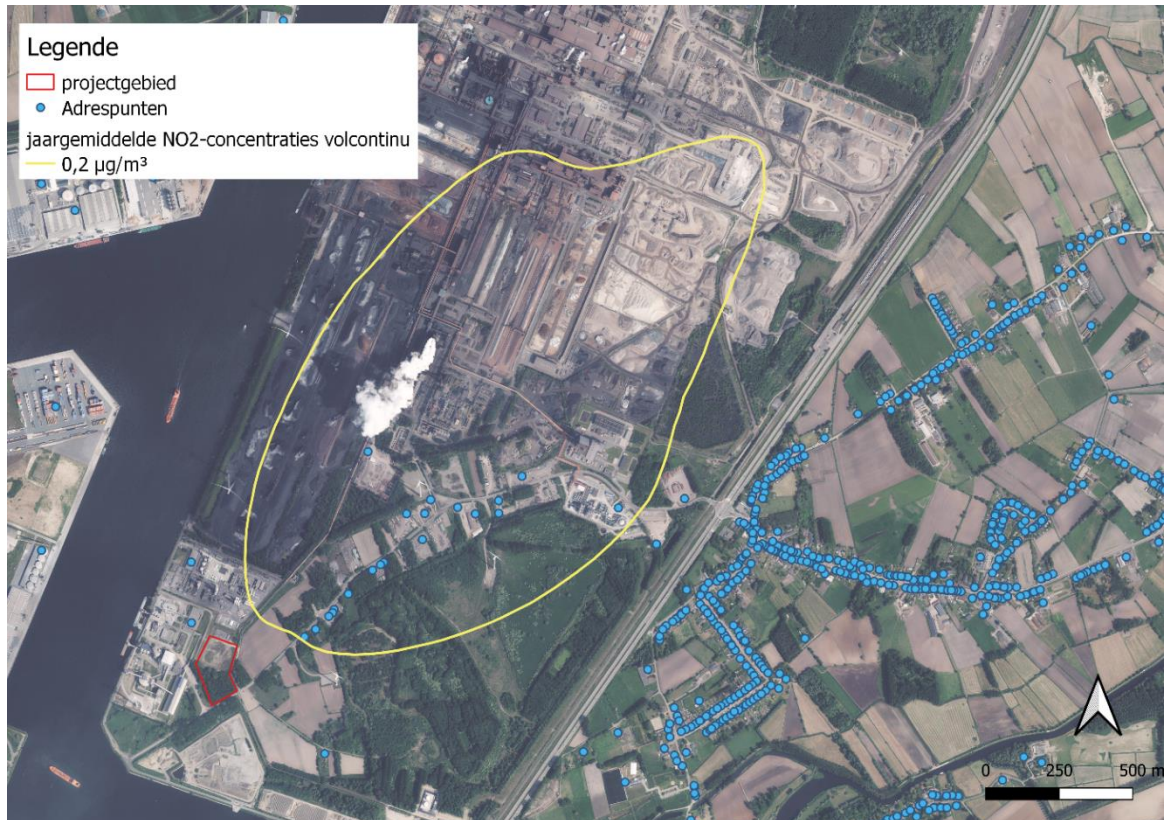 Legende
projectgebied
Adrespunten
jaargemiddelde NO2-concentraties volcontinu
0,2 µg/m³
0 250 500 m